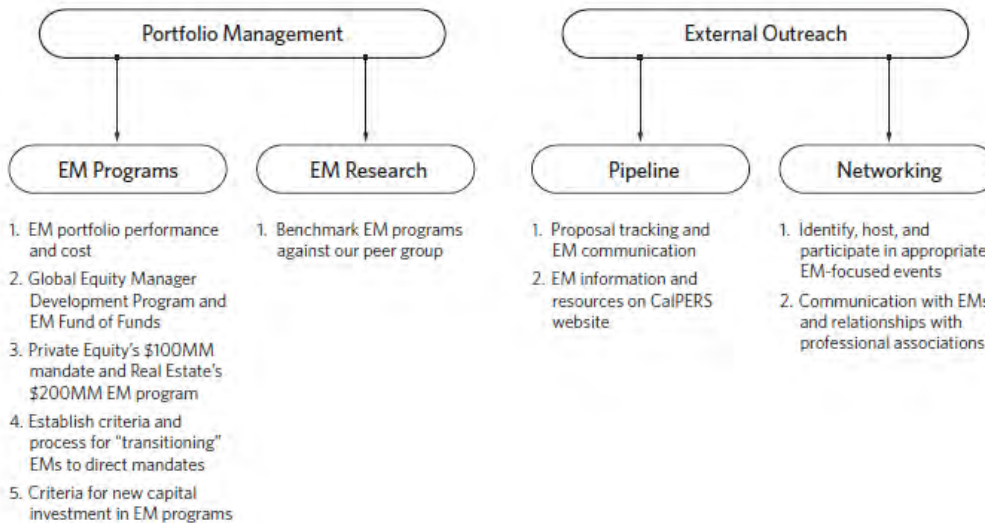 Portfolio Management
External Outreach
EM Programs
EM Research
Pipeline
Networking
1. EM portfolio performance
and cost
2. Global Equity Manager
Development Program and
EM Fund of Funds
3. Private Equity's $100MM
mandate and Real Estate's
$200MM EM program
4. Establish criteria and
process for "transitioning"
EMs to direct mandates
5. Criteria for new capital
investment in EM programs
1. Benchmark EM programs
against our peer group
1. Proposal tracking and
EM communication
2. EM information and
resources on CalPERS
website
1. Identify, host, and
participate in appropriate
EM-focused events
2. Communication with EMs
and relationships with
professional associations